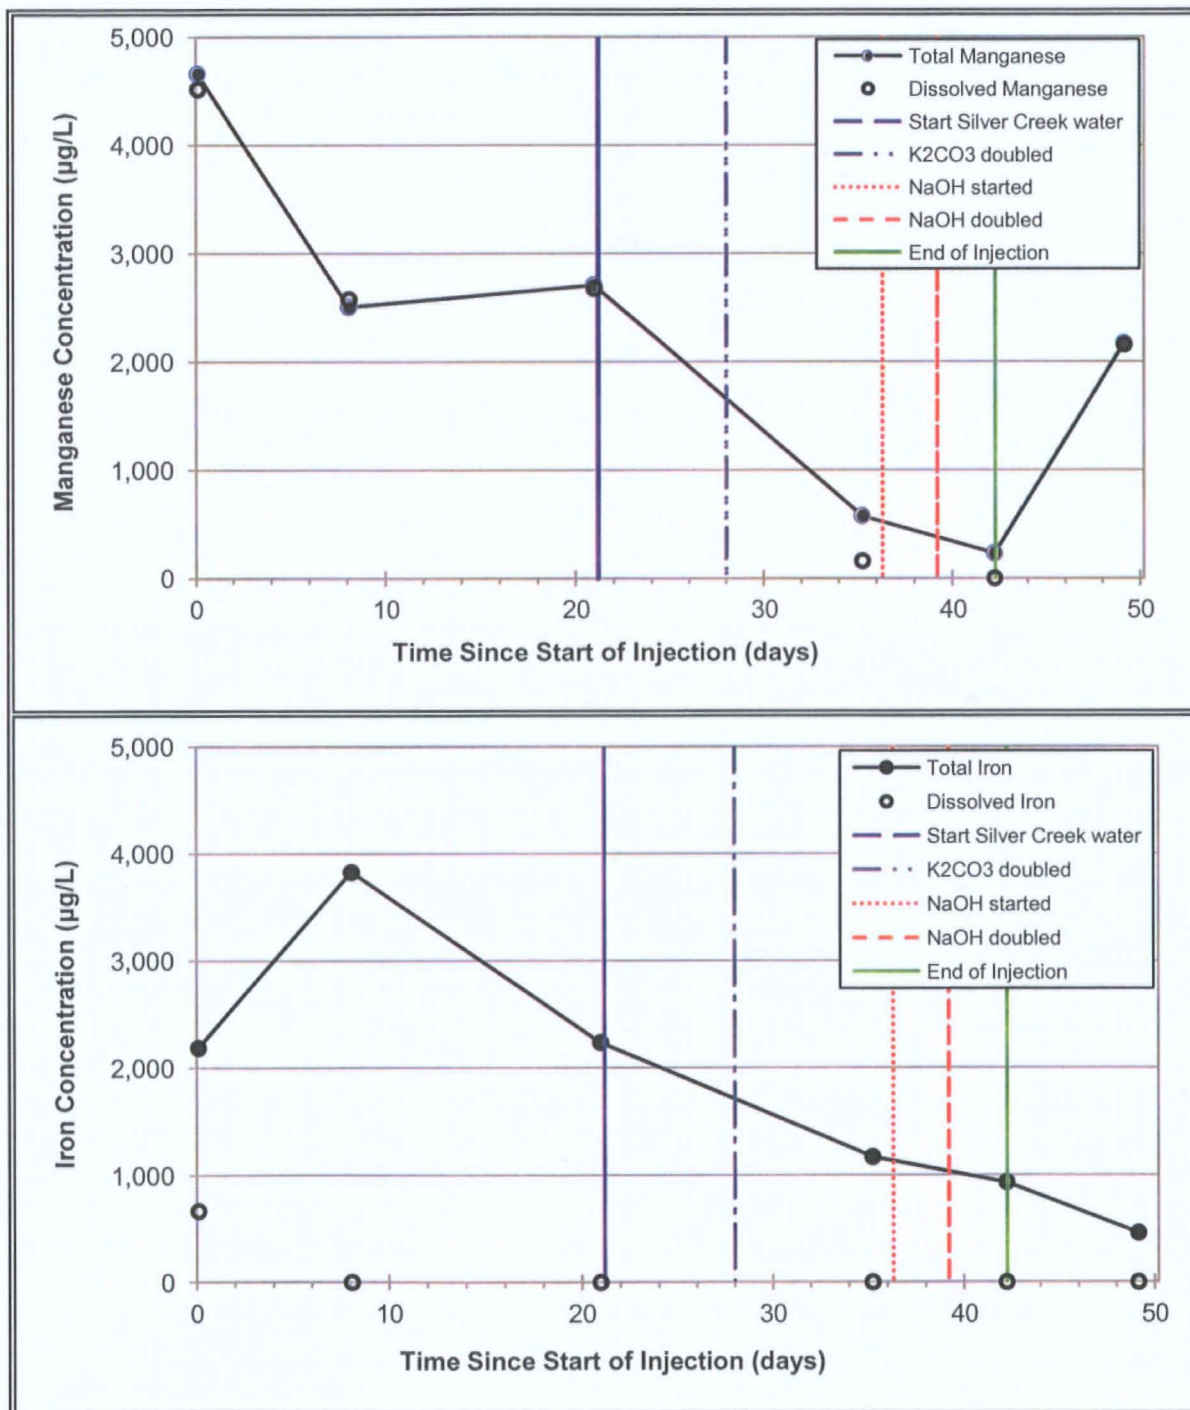 5,000
4,000
3,000
2,000
1,000
0
Manganese Concentration (µg/L)
Total Manganese
Dissolved Manganese
Start Silver Creek water
K2CO3 doubled
NaOH started
NaOH doubled
End of Injection
0 10 20 30 40 50
Time Since Start of Injection (days)
5,000
4,000
3,000
2,000
1,000
0
Iron Concentration (µg/L)
Total Iron
Dissolved Iron
Start Silver Creek water
K2CO3 doubled
NaOH started
NaOH doubled
End of Injection
0 10 20 30 40 50
Time Since Start of Injection (days)